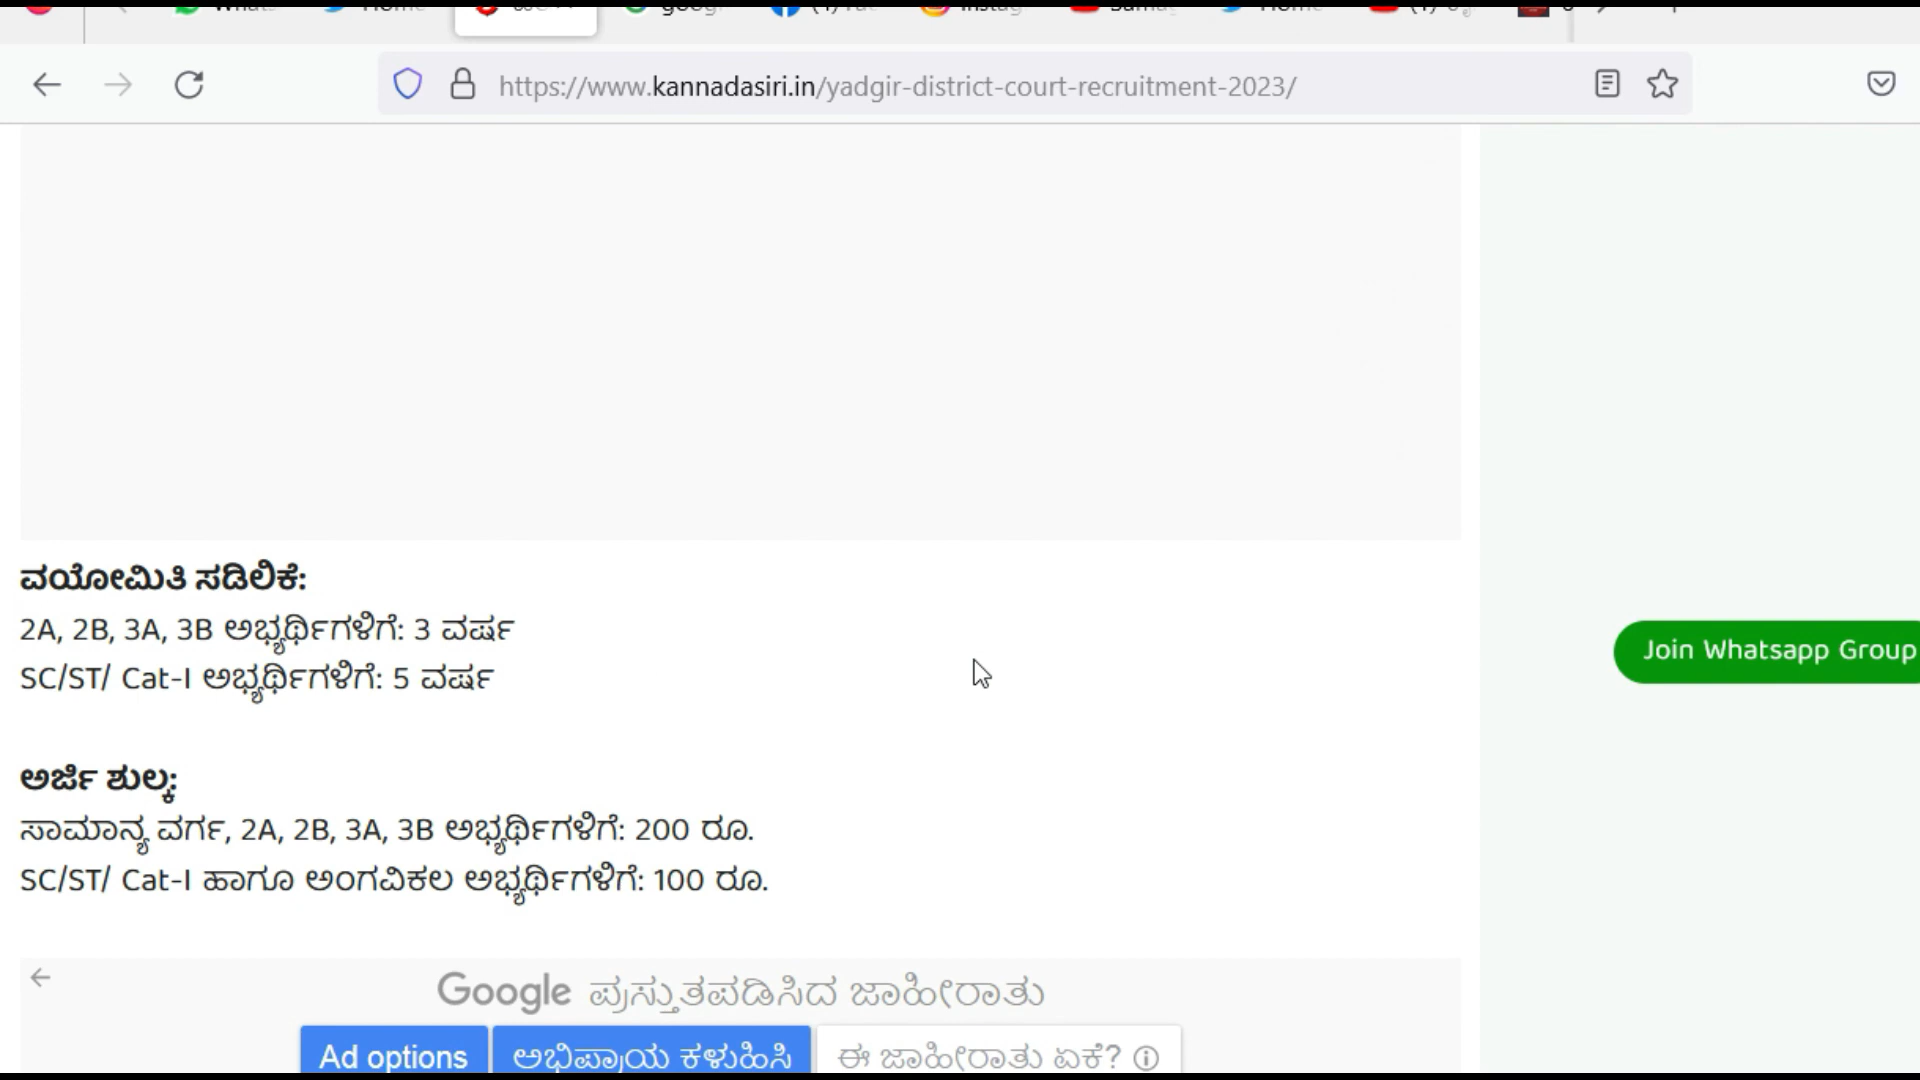 https://www.kannadasiri.in/yadgir-district-court-recruitment-2023/
ವಯೋಮಿತಿ ಸಡಿಲಿಕೆ:
2A, 2B, 3A, 3B ಅಭ್ಯರ್ಥಿಗಳಿಗೆ: 3 ವರ್ಷ
SC/ST/ Cat-I ಅಭ್ಯರ್ಥಿಗಳಿಗೆ: 5 ವರ್ಷ
Join Whatsapp Group
ಅರ್ಜಿ ಶುಲ್ಕ:
ಸಾಮಾನ್ಯ ವರ್ಗ, 2A, 2B, 3A, 3B ಅಭ್ಯರ್ಥಿಗಳಿಗೆ: 200 ರೂ.
SC/ST/ Cat-I ಹಾಗೂ ಅಂಗವಿಕಲ ಅಭ್ಯರ್ಥಿಗಳಿಗೆ: 100 ರೂ.
Google ಪ್ರಸ್ತುತಪಡಿಸಿದ ಜಾಹೀರಾತು
Ad options ಅಭಿಪ್ರಾಯ ಕಳುಹಿಸಿ ಈ ಜಾಹೀರಾತು ಏಕೆ?